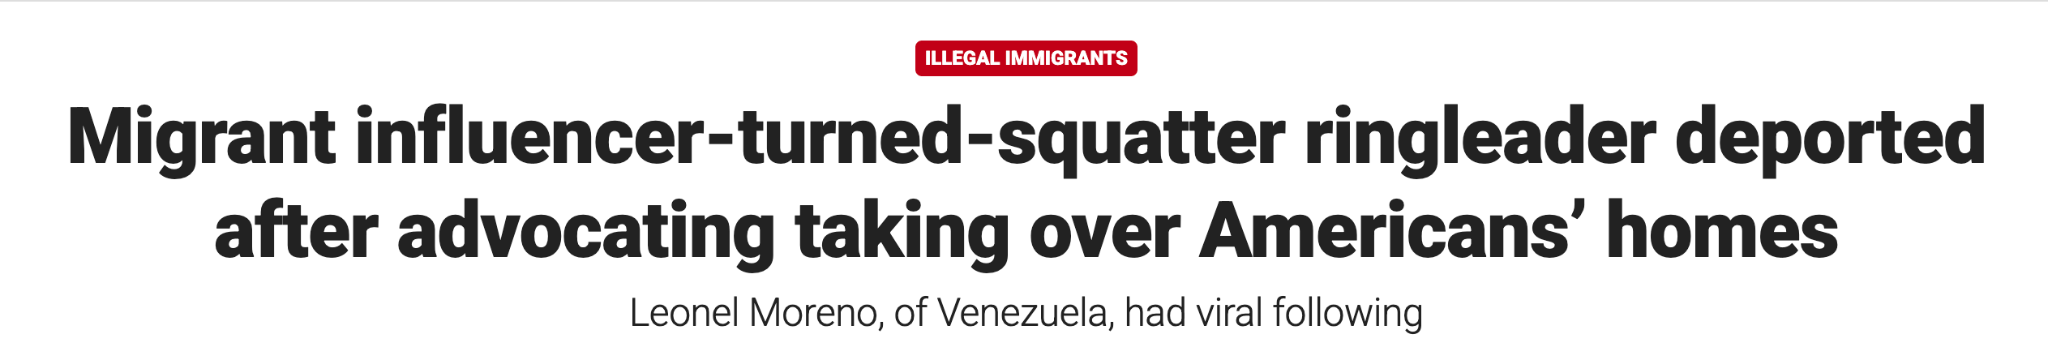 ILLEGAL IMMIGRANTS
Migrant influencer-turned-squatter ringleader deported
after advocating taking over Americans’ homes
Leonel Moreno, of Venezuela, had viral following